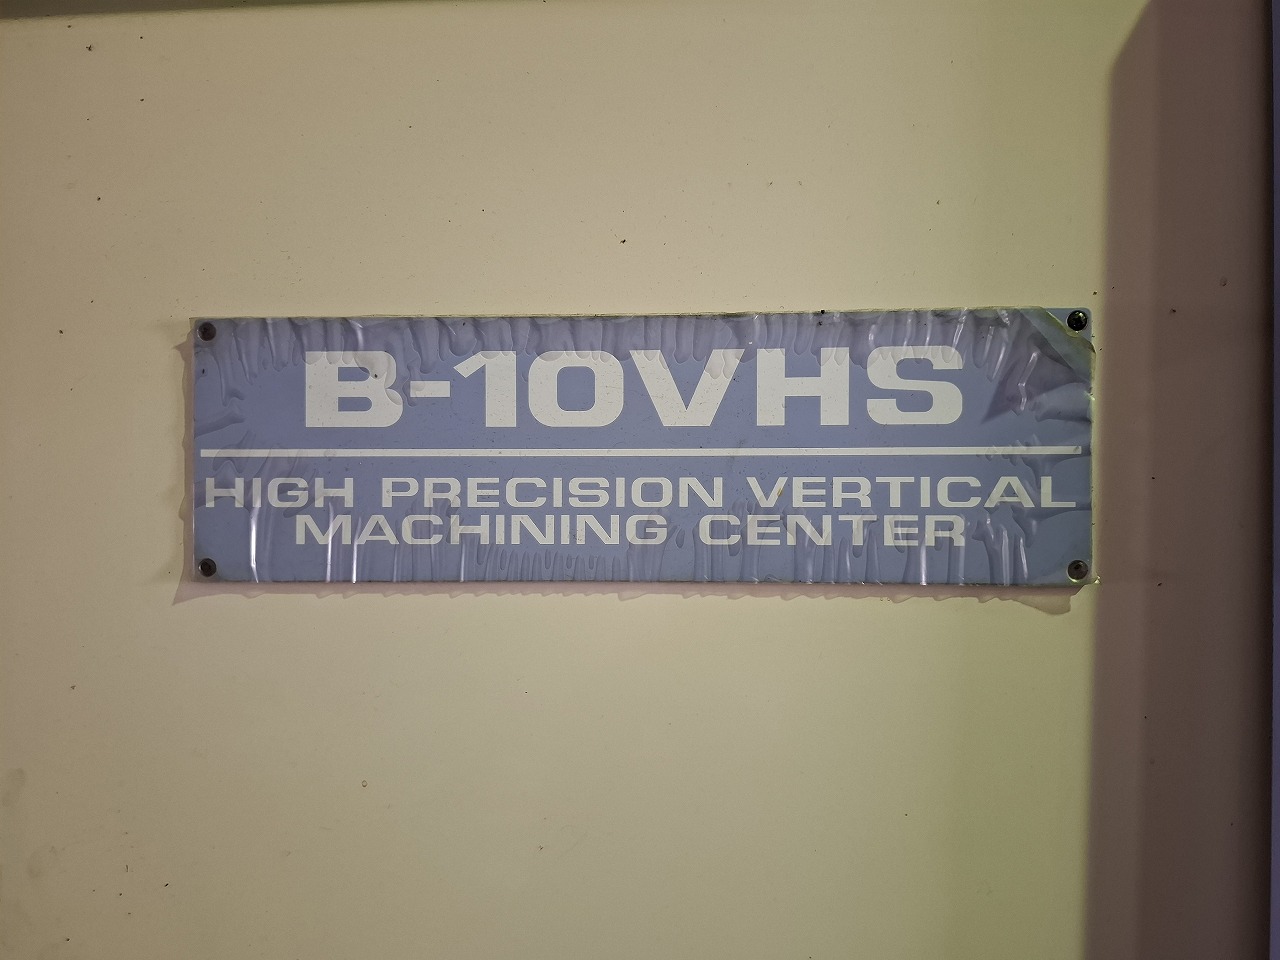 B-10VHS
HIGH PRECISION VERTICAL
MACHINING CENTER